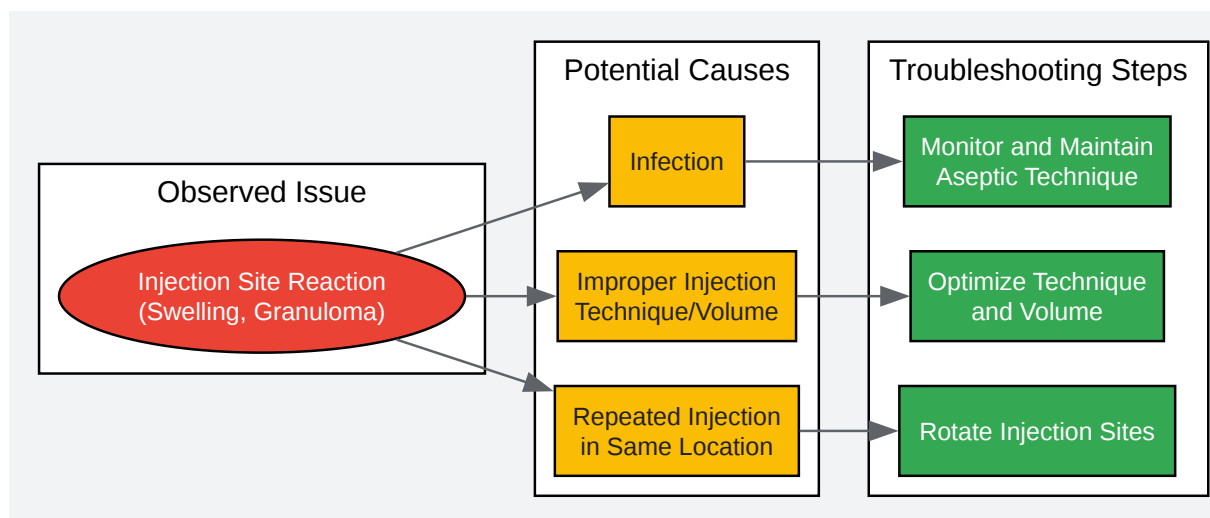 Observed Issue
Injection Site Reaction
(Swelling, Granuloma)
Potential Causes
Infection
Improper Injection
Technique/Volume
Repeated Injection
in Same Location
Troubleshooting Steps
Monitor and Maintain
Aseptic Technique
Optimize Technique
and Volume
Rotate Injection Sites